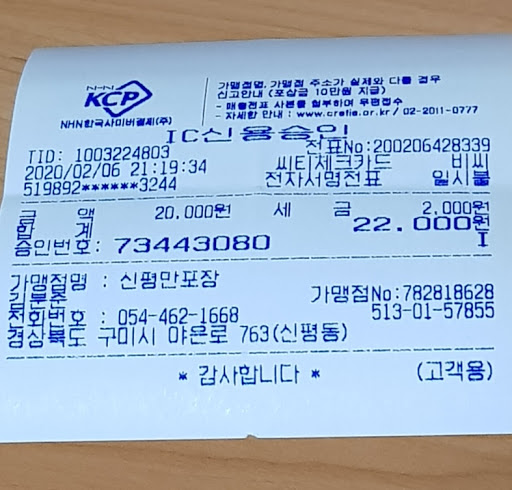 NHN
KCP
NHN한국사이버결제(주)
가맹점명, 가맹점 주소가 실제와 다를 경우
신고안내 (포상금 10만원 지급)
- 매출전표 사본을 첨부하여 우편접수
- 자세한 안내 : www.crefia.or.kr / 02-2011-0777
IC신용승인
TID: 1003224803 전표No:200206428339
2020/02/06 21:19:34 씨티체크카드 비씨
519892******3244 전자서명전표 일시불
금 액 20,000원 세 금 2,000원
합 계 22,000원
승인번호: 73443080 I
가맹점명 : 신평만포장
김문준 가맹점No:782818628
전화번호 : 054-462-1668 513-01-57855
경상북도 구미시 야은로 763(신평동)
* 감사합니다 * (고객용)